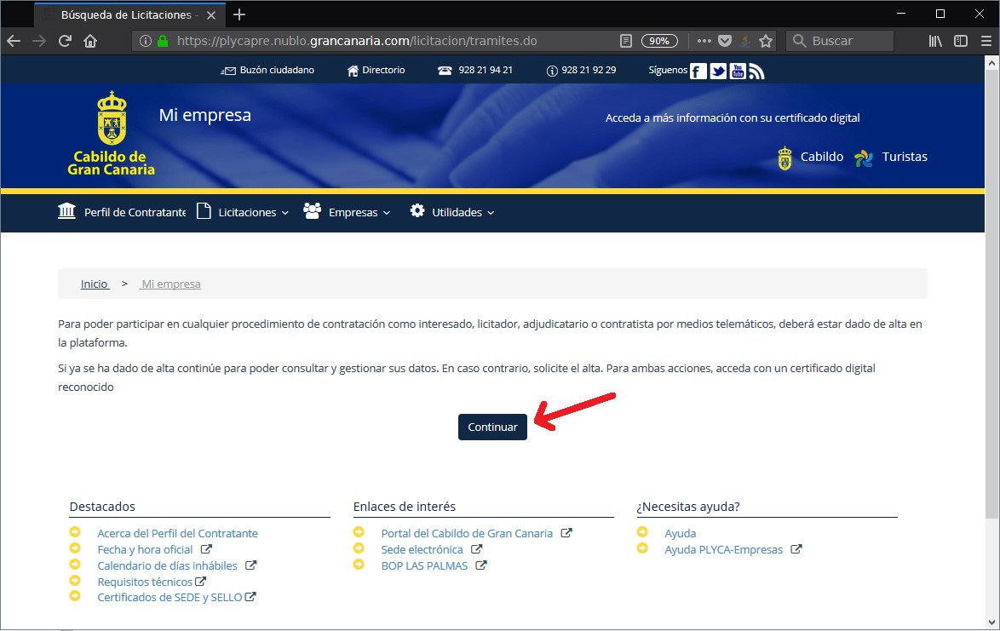 Búsqueda de Licitaciones -
https://plycapre.nublo.grancanaria.com/licitacion/tramites.do
90%
Buscar
Buzón ciudadano
Directorio
928 21 94 21
928 21 92 29
Síguenos
You Tube
Mi empresa
Acceda a más información con su certificado digital
Cabildo de
Gran Canaria
Cabildo
Turistas
Perfil de Contratante
Licitaciones
Empresas
Utilidades
Inicio > Mi empresa
Para poder participar en cualquier procedimiento de contratación como interesado, licitador, adjudicatario o contratista por medios telemáticos, deberá estar dado de alta en
la plataforma.
Si ya se ha dado de alta continúe para poder consultar y gestionar sus datos. En caso contrario, solicite el alta. Para ambas acciones, acceda con un certificado digital
reconocido
Continuar
Destacados
Acerca del Perfil del Contratante
Fecha y hora oficial
Calendario de días inhábiles
Requisitos técnicos
Certificados de SEDE y SELLO
Enlaces de interés
Portal del Cabildo de Gran Canaria
Sede electrónica
BOP LAS PALMAS
¿Necesitas ayuda?
Ayuda
Ayuda PLYCA-Empresas